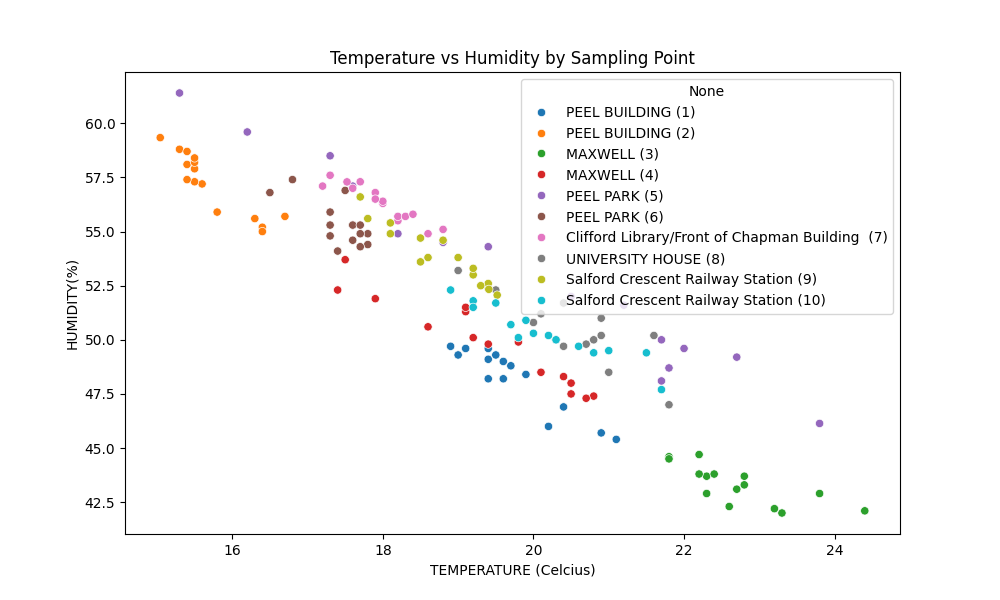 Temperature vs Humidity by Sampling Point
None
PEEL BUILDING (1)
PEEL BUILDING (2)
MAXWELL (3)
MAXWELL (4)
PEEL PARK (5)
PEEL PARK (6)
Clifford Library/Front of Chapman Building  (7)
UNIVERSITY HOUSE (8)
Salford Crescent Railway Station (9)
Salford Crescent Railway Station (10)
HUMIDITY(%)
60.0
57.5
55.0
52.5
50.0
47.5
45.0
42.5
16 18 20 22 24
TEMPERATURE (Celcius)